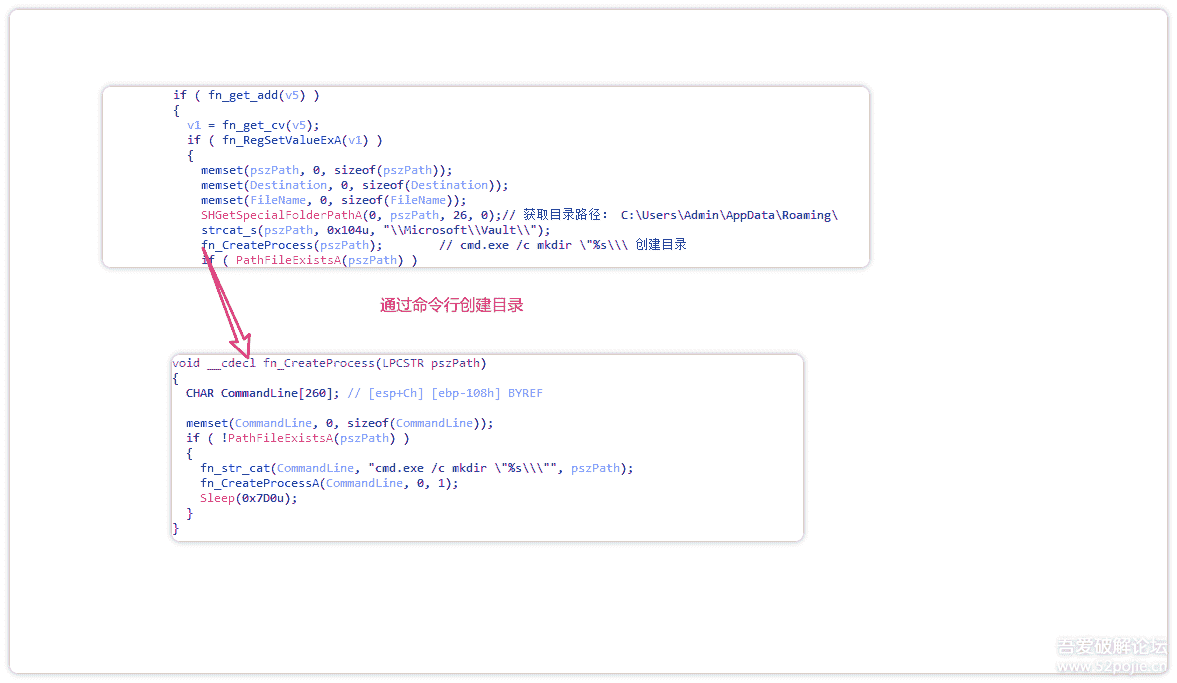 if ( fn_get_add(v5) )
{
v1 = fn_get_cv(v5);
if ( fn_RegSetValueExA(v1) )
{
memset(pszPath, 0, sizeof(pszPath));
memset(Destination, 0, sizeof(Destination));
memset(FileName, 0, sizeof(FileName));
SHGetSpecialFolderPathA(0, pszPath, 26, 0);// 获取目录路径： C:\Users\Admin\AppData\Roaming\
strcat_s(pszPath, 0x104u, "\\Microsoft\\Vault\\");
fn_CreateProcess(pszPath); // cmd.exe /c mkdir \"%s\\\ 创建目录
if ( PathFileExistsA(pszPath) )
通过命令行创建目录
void __cdecl fn_CreateProcess(LPCSTR pszPath)
{
CHAR CommandLine[260]; // [esp+Ch] [ebp-108h] BYREF
memset(CommandLine, 0, sizeof(CommandLine));
if ( !PathFileExistsA(pszPath) )
{
fn_str_cat(CommandLine, "cmd.exe /c mkdir \"%s\\\"", pszPath);
fn_CreateProcessA(CommandLine, 0, 1);
Sleep(0x7D0u);
}
}
吾爱破解论坛
www.52pojie.cn